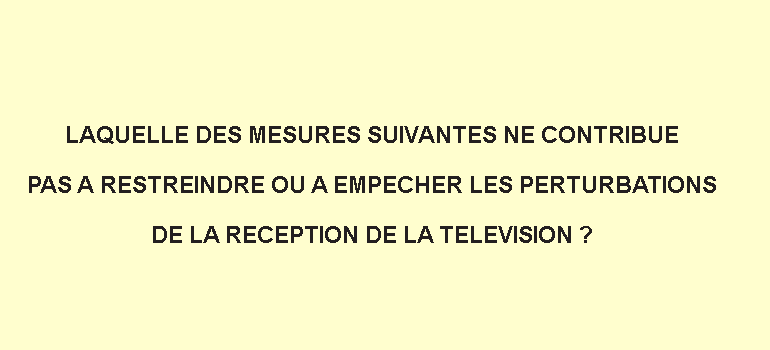 LAQUELLE DES MESURES SUIVANTES NE CONTRIBUE
PAS A RESTREINDRE OU A EMPECHER LES PERTURBATIONS
DE LA RECEPTION DE LA TELEVISION ?